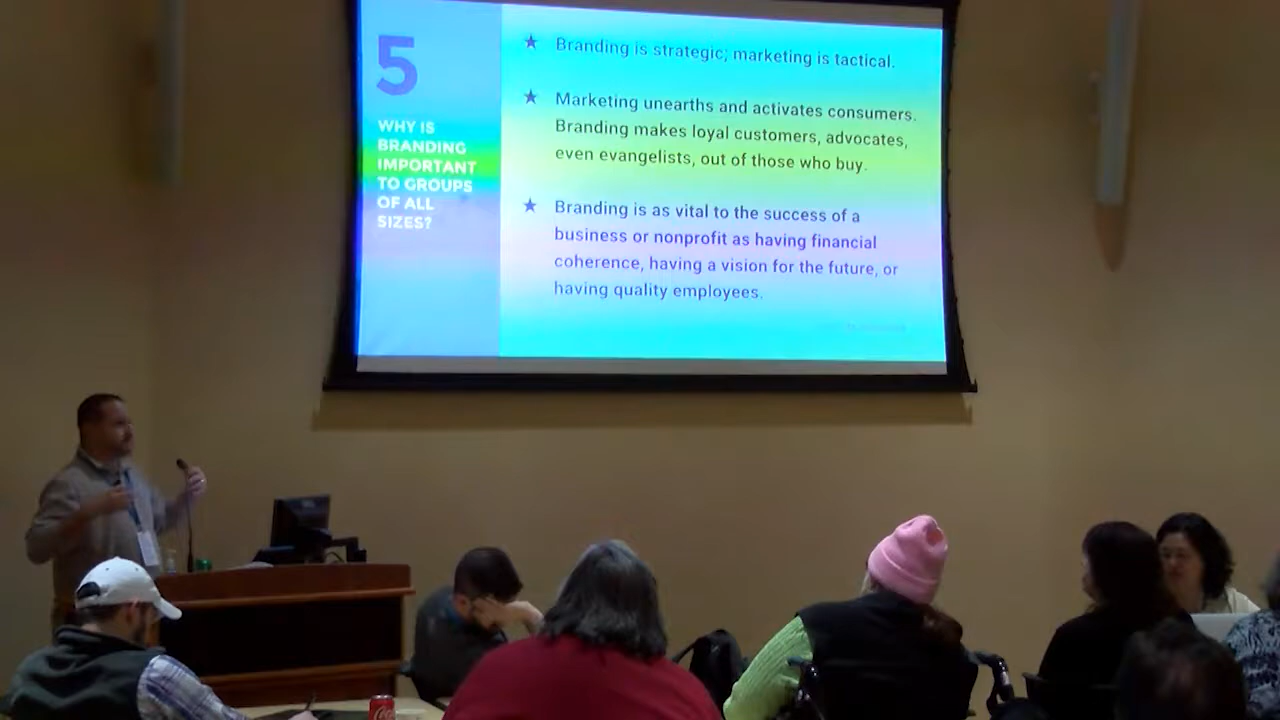 5
WHY IS
BRANDING
IMPORTANT
TO GROUPS
OF ALL
SIZES?
★ Branding is strategic; marketing is tactical.
★ Marketing unearths and activates consumers.
Branding makes loyal customers, advocates,
even evangelists, out of those who buy.
★ Branding is as vital to the success of a
business or nonprofit as having financial
coherence, having a vision for the future, or
having quality employees.